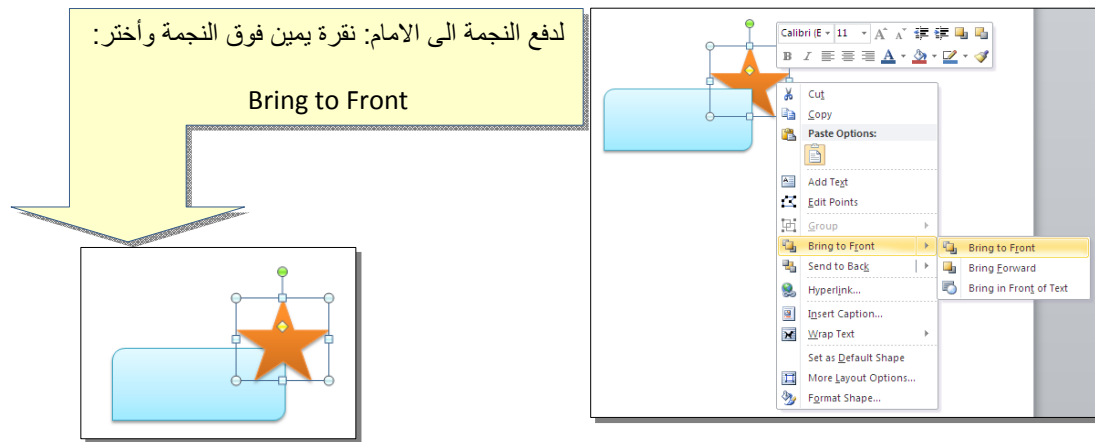 لدفع النجمة الى الامام: نقرة يمين فوق النجمة وأختر:
Bring to Front
Calibri (E 11 A A
B I A
Cut
Copy
Paste Options:
Add Text
Edit Points
Group
Bring to Front
Bring to Front
Send to Back
Bring Forward
Hyperlink...
Bring in Front of Text
Insert Caption...
Wrap Text
Set as Default Shape
More Layout Options...
Format Shape...